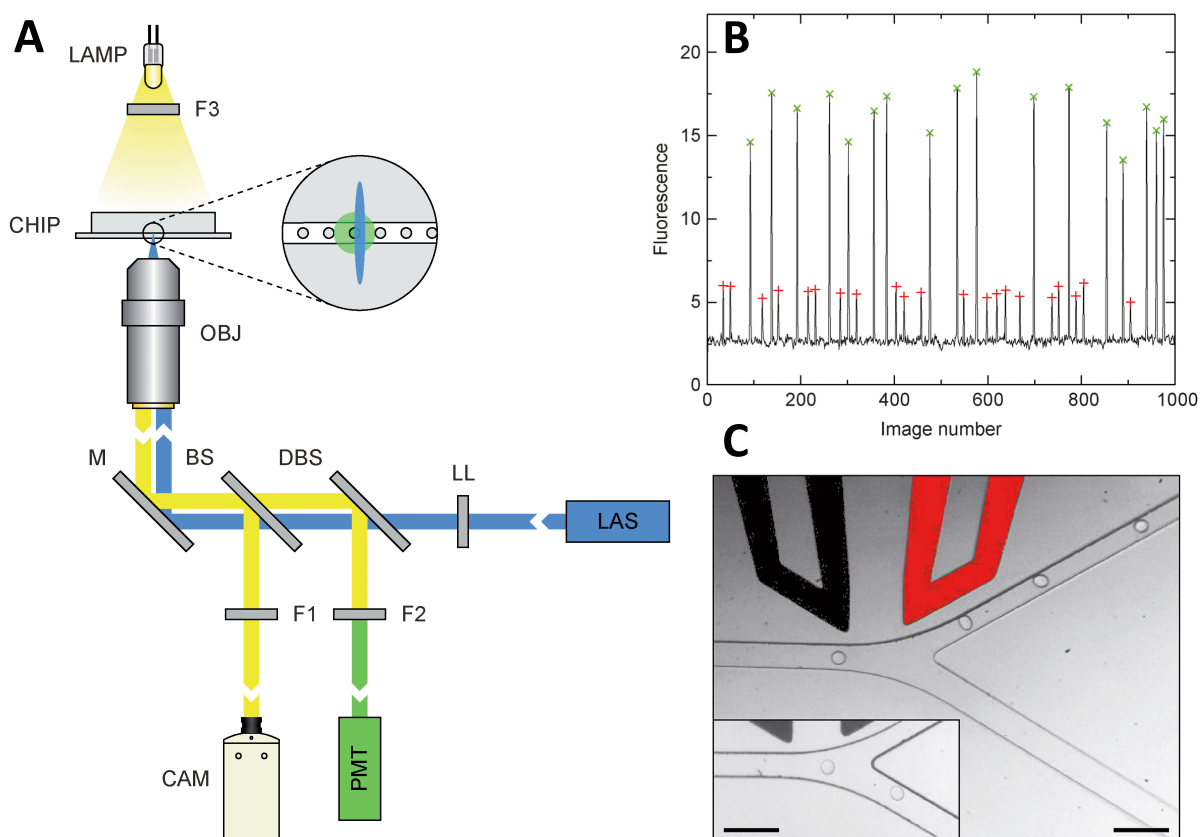 A
LAMP
F3
CHIP
OBJ
M
BS
DBS
LL
LAS
F1
F2
CAM
PMT
B
Fluorescence
20
15
10
5
0
0 200 400 600 800 1000
Image number
C